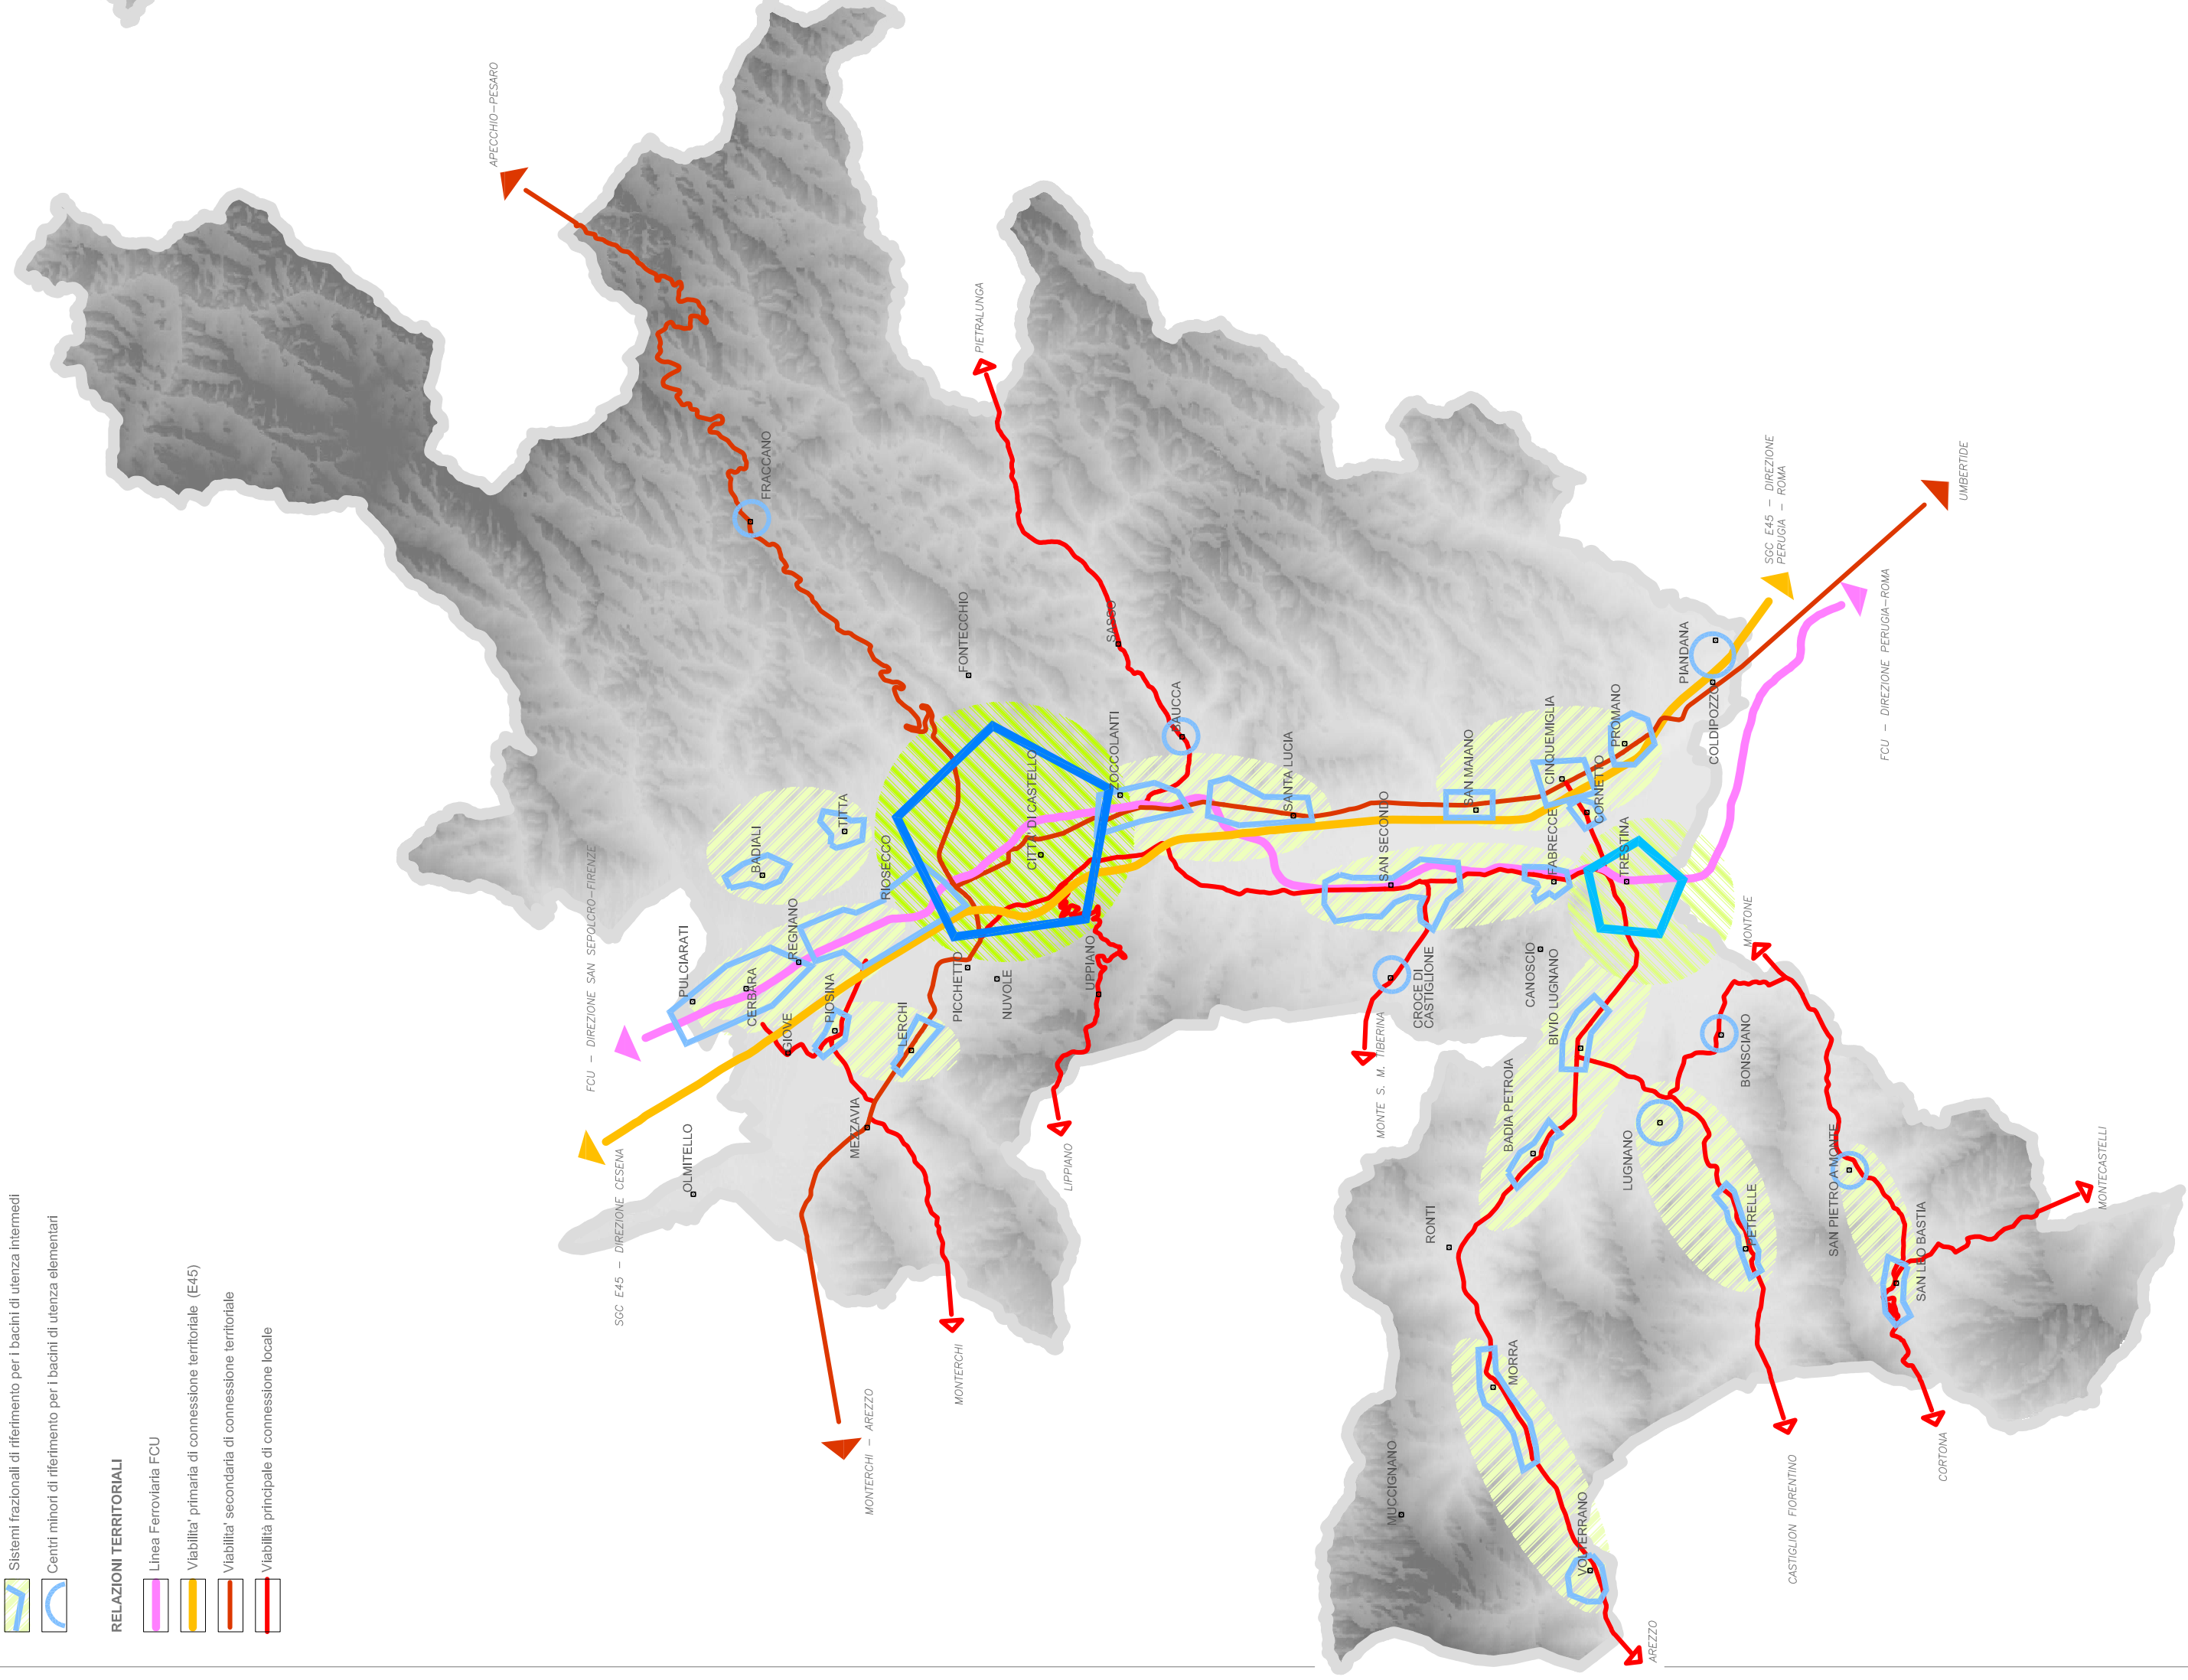 Sistemi frazionali di riferimento per i bacini di utenza intermedi
Centri minori di riferimento per i bacini di utenza elementari
RELAZIONI TERRITORIALI
Linea Ferroviaria FCU
Viabilita' primaria di connessione territoriale (E45)
Viabilita' secondaria di connessione territoriale
Viabilità principale di connessione locale
APECCHIO-PESARO
FCU - DIREZIONE SAN SEPOLCRO-FIRENZE
SGC E45 - DIREZIONE CESENA
OLMITELLO
PULCIARATI
CERBARA
REGNANO
BADIALI
FRACCANO
GIOVE
PIOSINA
TITTA
MEZZAVIA
MONTERCHI - AREZZO
RIOSECCO
LERCHI
MONTERCHI
PICCHETTO
FONTECCHIO
PIETRALUNGA
NUVOLE
CITTA' DI CASTELLO
LIPPIANO
UPPIANO
ZOCCOLANTI
SASSO
BAUCCA
SANTA LUCIA
MONTE S. M. TIBERINA
SAN SECONDO
MUCCIGNANO
CROCE DI
CASTIGLIONE
RONTI
SAN MAIANO
BADIA PETROIA
MORRA
CANOSCIO
BIVIO LUGNANO
FABRECCE
CINQUEMIGLIA
VOLTERRANO
CORNETTO
PROMANO
TRESTINA
LUGNANO
AREZZO
PIANDANA
COLDIPOZZO
BONSCIANO
PETRELLE
MONTONE
SGC E45 - DIREZIONE
PERUGIA - ROMA
CASTIGLION FIORENTINO
SAN PIETRO A MONTE
FCU - DIREZIONE PERUGIA-ROMA
SAN LEO BASTIA
CORTONA
UMBERTIDE
MONTECASTELLI